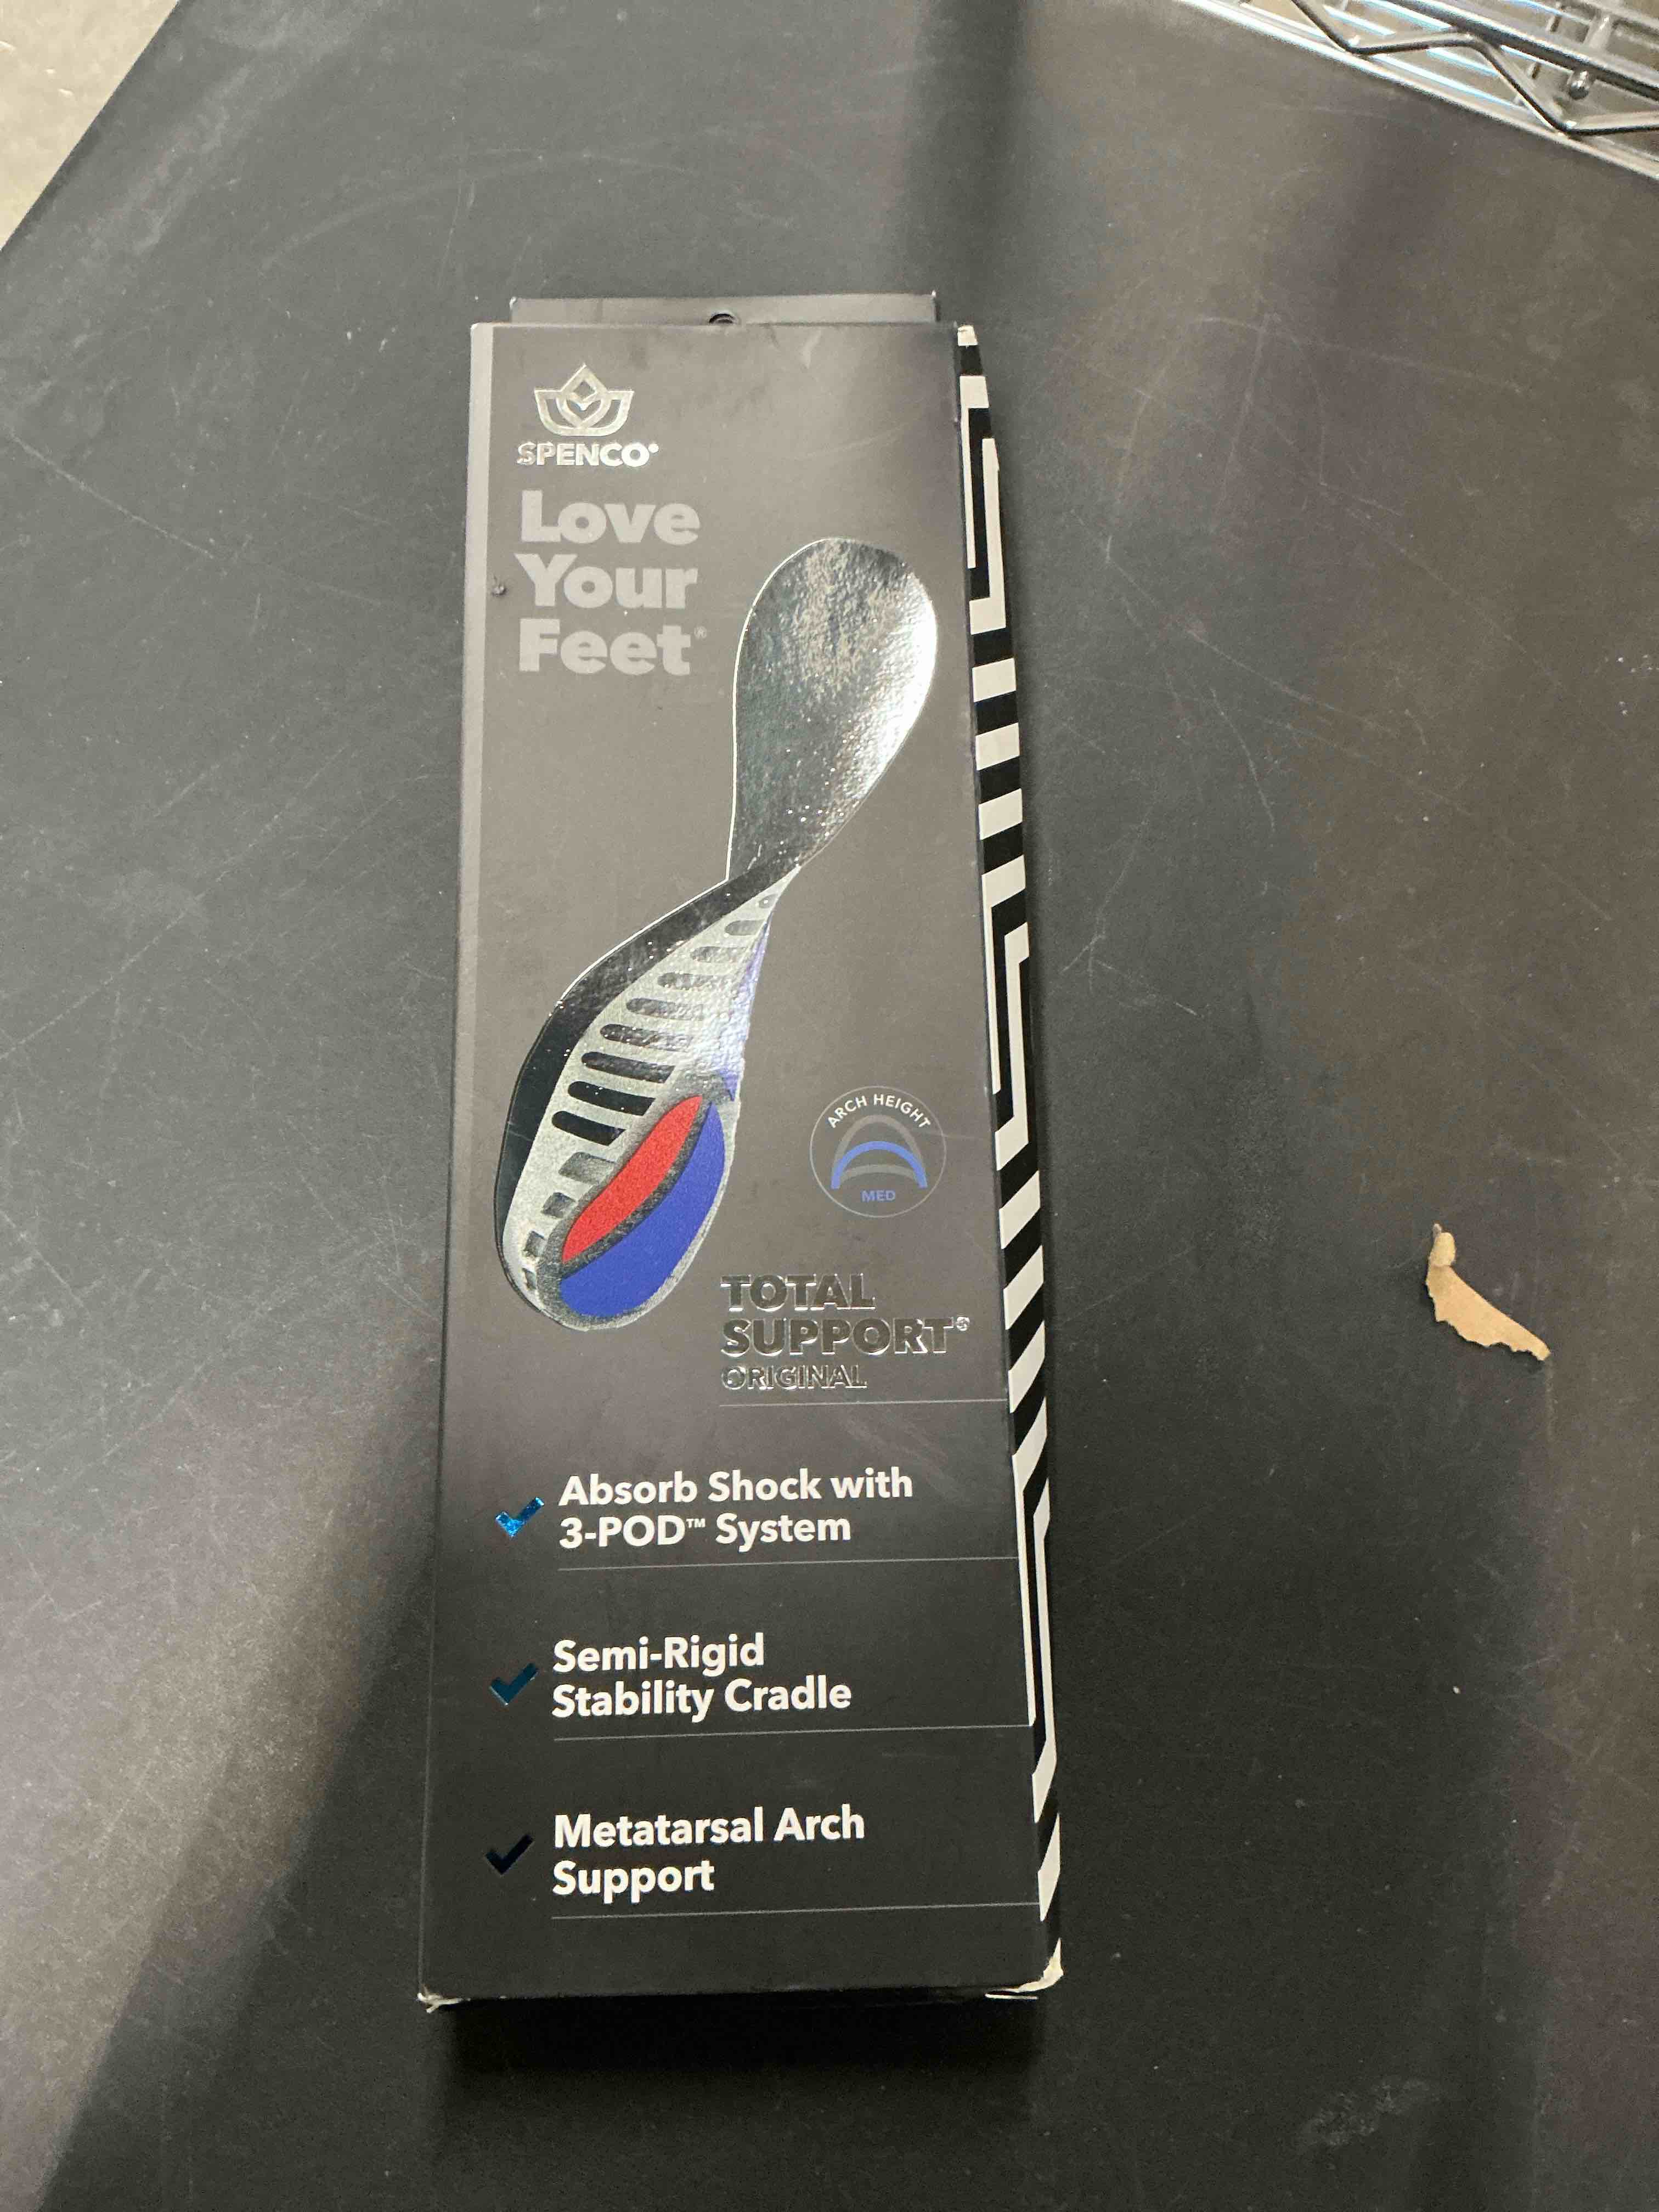 SPENCO®
Love
Your
Feet®
ARCH HEIGHT
MED
TOTAL
SUPPORT®
ORIGINAL
Absorb Shock with
3-POD™ System
Semi-Rigid
Stability Cradle
Metatarsal Arch
Support